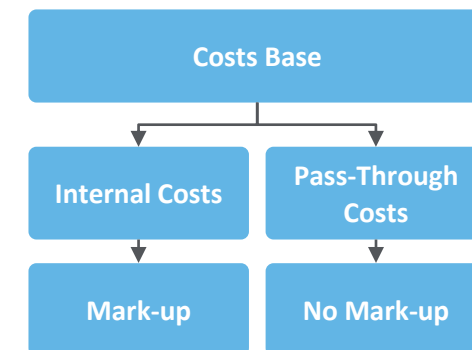 Costs Base
Internal Costs
Pass-Through
Costs
Mark-up
No Mark-up